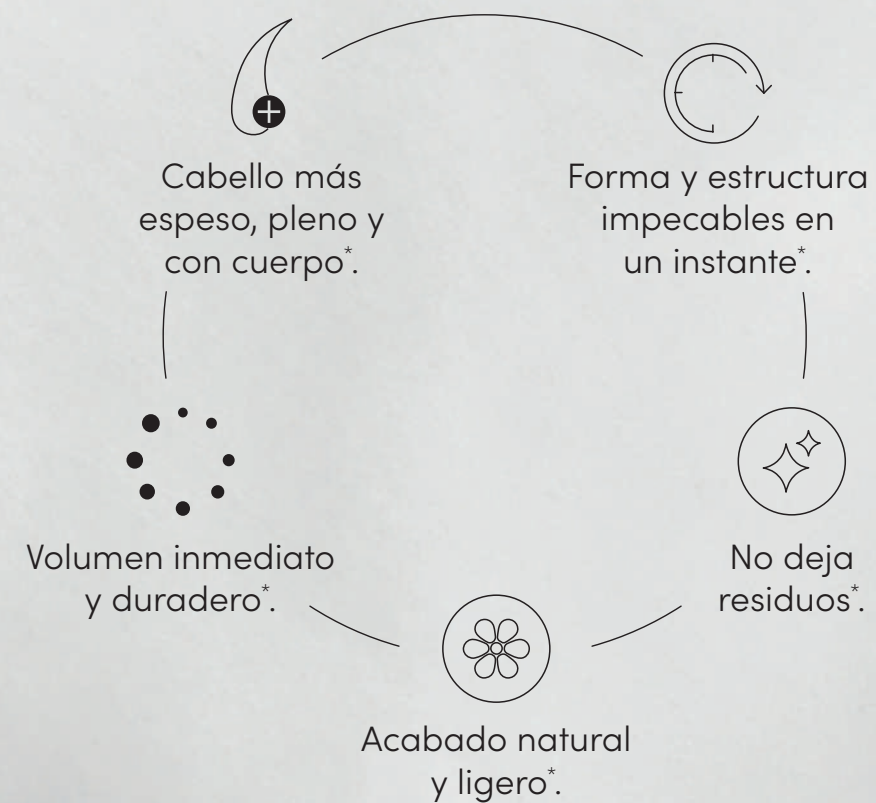 Cabello más
espeso, pleno y
con cuerpo*.
Forma y estructura
impecables en
un instante*.
Volumen inmediato
y duradero*.
No deja
residuos*.
Acabado natural
y ligero*.